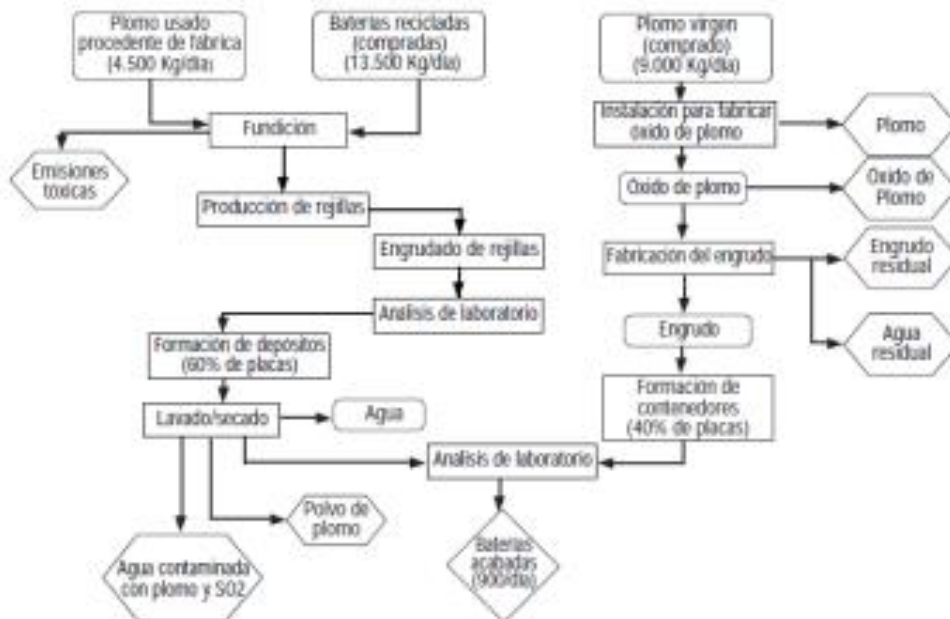 Plomo usado
procedente de fábrica
(4.500 Kg/día)
Baterías recicladas
(compradas)
(13.500 Kg/día)
Plomo virgen
(comprado)
(9.000 Kg/día)
Fundición
Instalación para fabricar
óxido de plomo
Plomo
Emisiones
tóxicas
Óxido de plomo
Óxido de
Plomo
Producción de rejillas
Engrudado de rejillas
Fabricación del engrudo
Engrudo
residual
Análisis de laboratorio
Engrudo
Agua
residual
Formación de depósitos
(60% de placas)
Formación de
contenedores
(40% de placas)
Lavado/secado
Agua
Análisis de laboratorio
Polvo de
plomo
Agua contaminada
con plomo y SO2
Baterías
acabadas
(900/día)